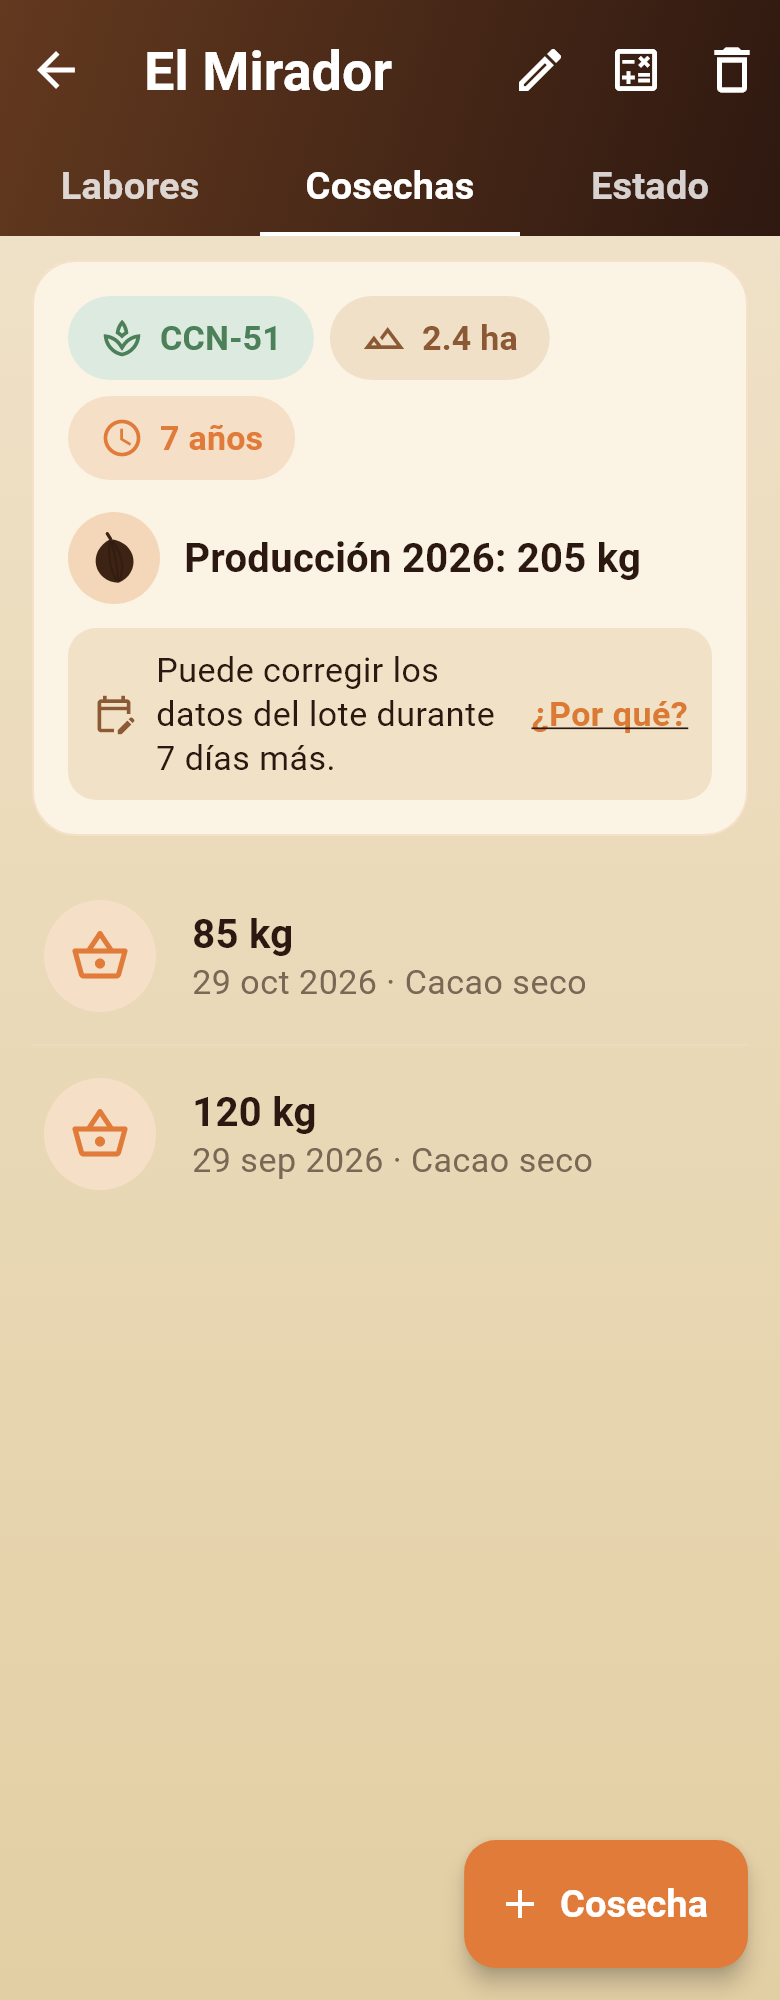 El Mirador
Labores
Cosechas
Estado
CCN-51
2.4 ha
7 años
Producción 2026: 205 kg
Puede corregir los
datos del lote durante
7 días más.
¿Por qué?
85 kg
29 oct 2026 · Cacao seco
120 kg
29 sep 2026 · Cacao seco
+ Cosecha